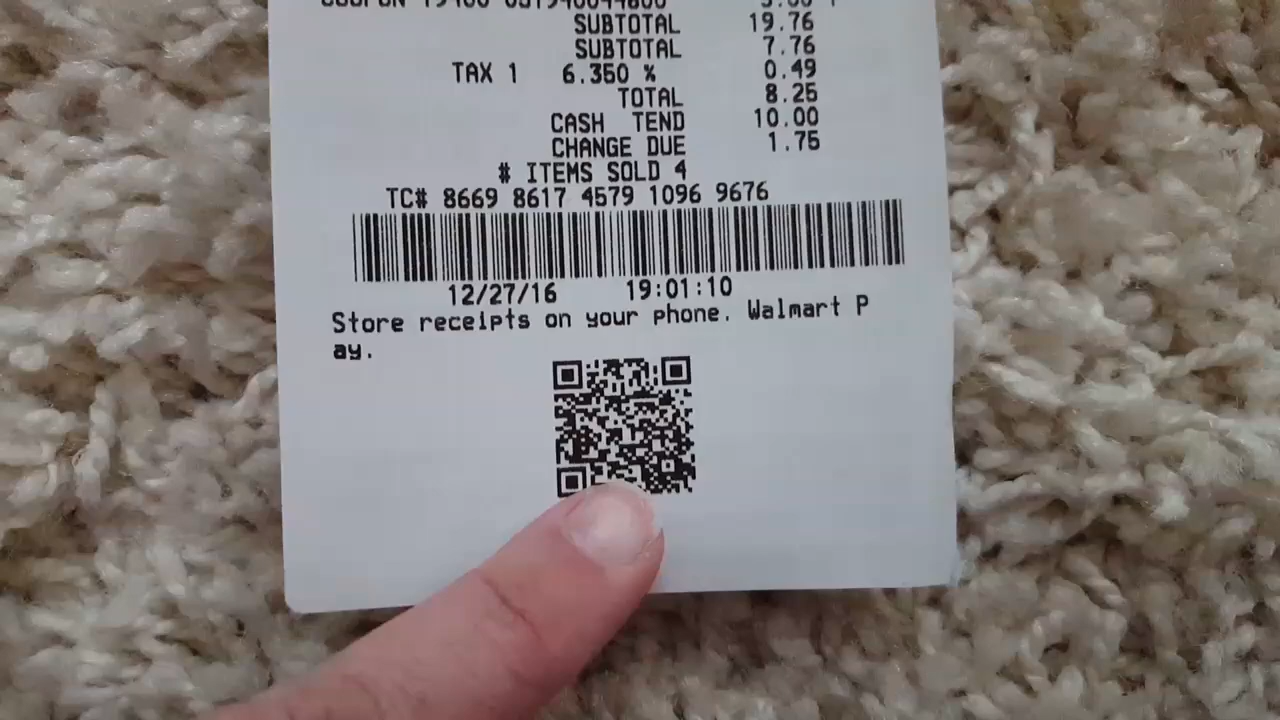 SUBTOTAL 19.76
SUBTOTAL 7.76
TAX 1 6.350 % 0.49
TOTAL 8.25
CASH TEND 10.00
CHANGE DUE 1.75
# ITEMS SOLD 4
TC# 8669 8617 4579 1096 9676
12/27/16 19:01:10
Store receipts on your phone. Walmart P
ay.